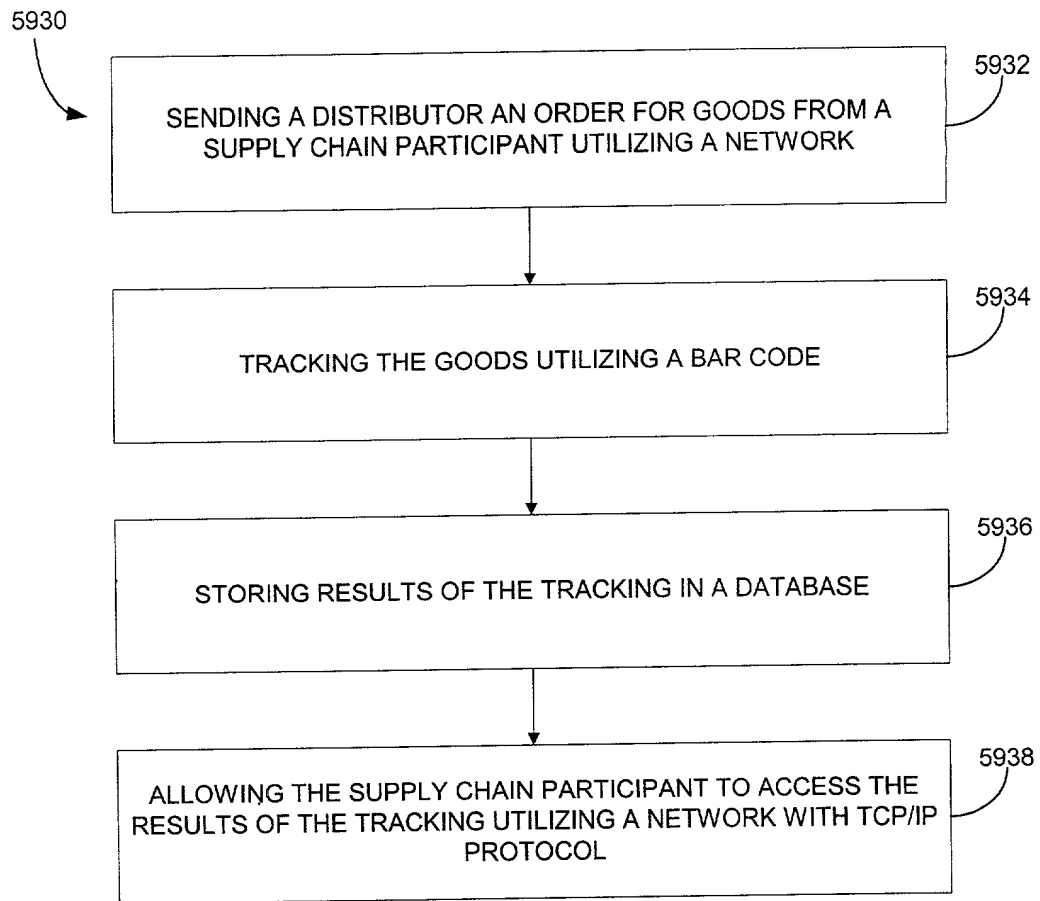 5930
5932
SENDING A DISTRIBUTOR AN ORDER FOR GOODS FROM A
SUPPLY CHAIN PARTICIPANT UTILIZING A NETWORK
5934
TRACKING THE GOODS UTILIZING A BAR CODE
5936
STORING RESULTS OF THE TRACKING IN A DATABASE
5938
ALLOWING THE SUPPLY CHAIN PARTICIPANT TO ACCESS THE
RESULTS OF THE TRACKING UTILIZING A NETWORK WITH TCP/IP
PROTOCOL